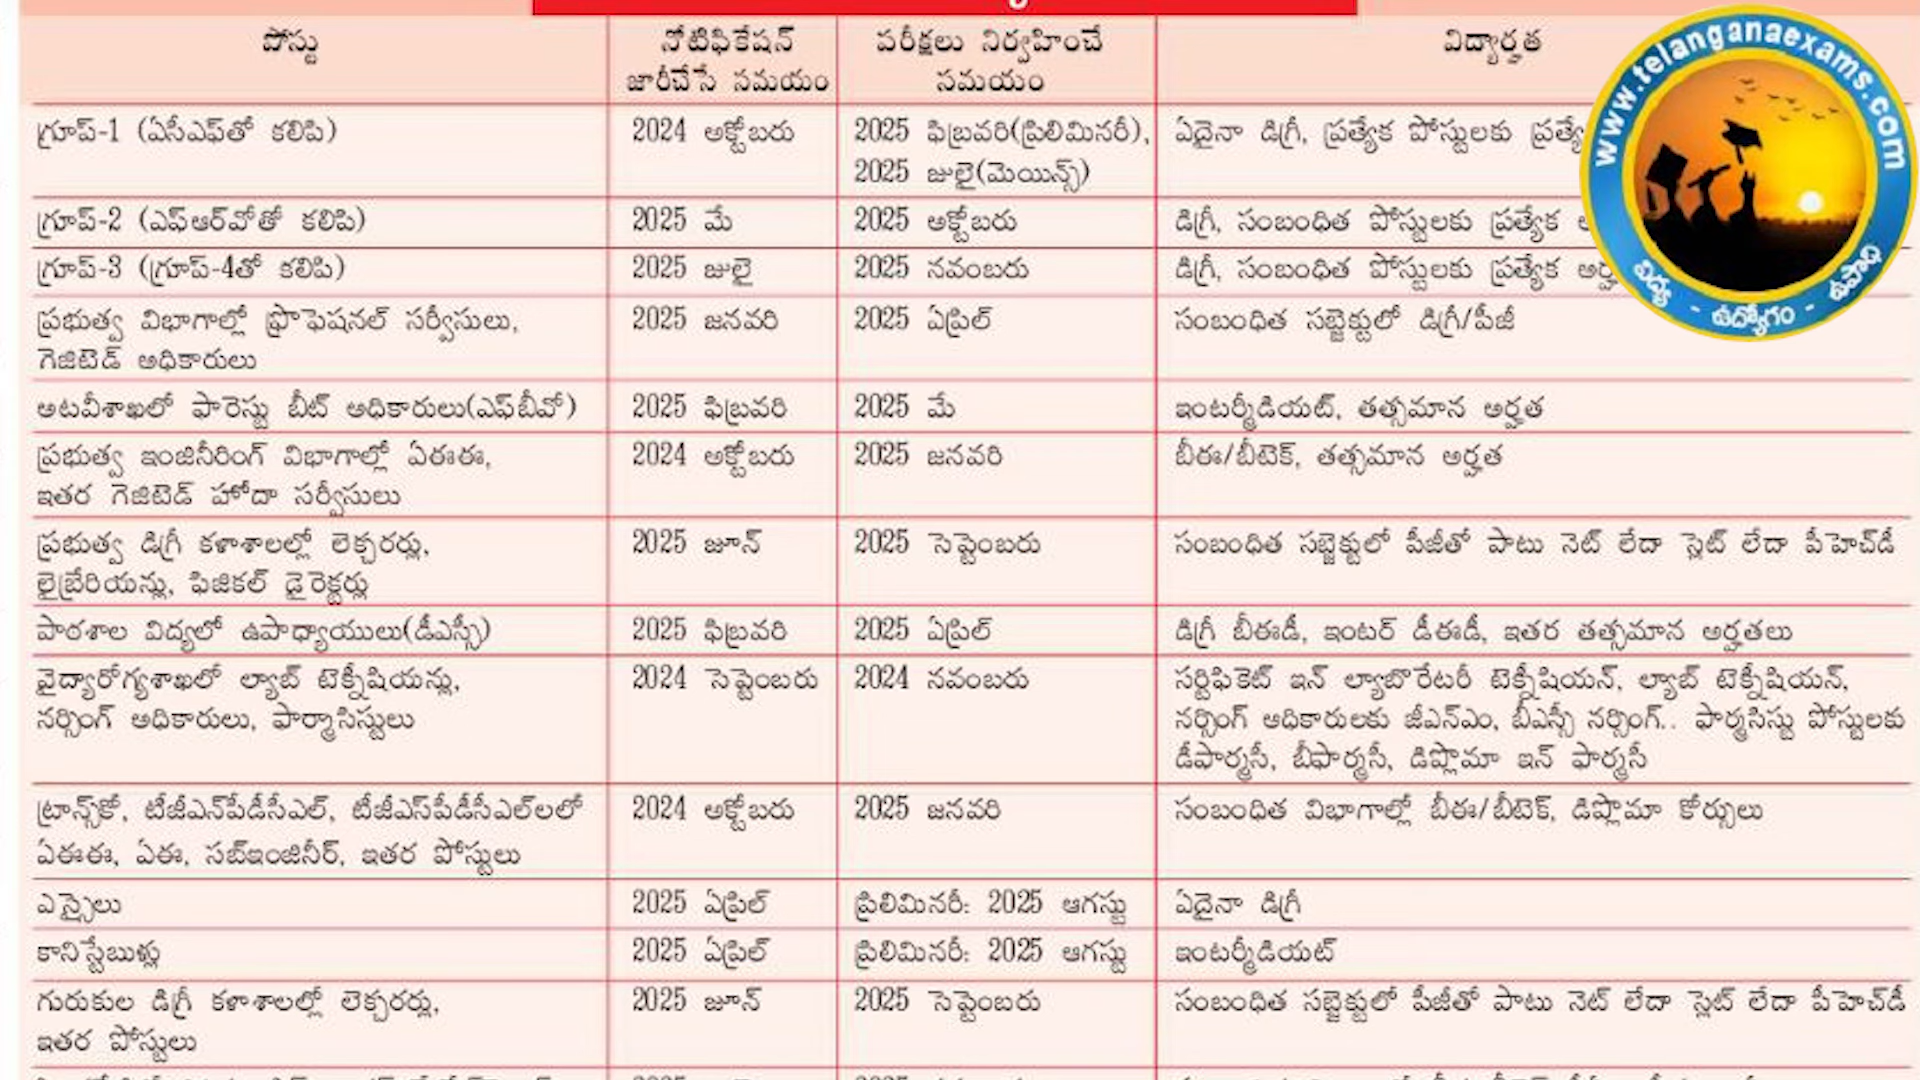 పోస్టు
నోటిఫికేషన్
జారీచేసే సమయం
పరీక్షలు నిర్వహించే
సమయం
విద్యార్హత
గ్రూప్-1 (ఏసీఎఫ్‌తో కలిపి)
2024 అక్టోబరు
2025 ఫిబ్రవరి(ప్రిలిమినరీ),
2025 జులై(మెయిన్స్)
ఏదైనా డిగ్రీ, ప్రత్యేక పోస్టులకు
గ్రూప్-2 (ఎఫ్ఆర్‌వోతో కలిపి)
2025 మే
2025 ఆక్టోబరు
డిగ్రీ, సంబంధిత పోస్టులకు ప్రత్యేక
గ్రూప్-3 (గ్రూప్-4తో కలిపి)
2025 జులై
2025 నవంబరు
డిగ్రీ, సంబంధిత పోస్టులకు ప్రత్యేక
ప్రభుత్వ విభాగాల్లో ఫ్రొఫెషనల్ సర్వీసులు,
గెజిటెడ్ అధికారులు
2025 జనవరి
2025 ఏప్రిల్
సంబంధిత సబ్జెక్టులో డిగ్రీ/పీజీ
అటవీశాఖలో ఫారెస్టు బీట్ అధికారులు(ఎఫ్‌బీవో)
2025 ఫిబ్రవరి
2025 మే
ఇంటర్మీడియట్, తత్సమాన అర్హత
ప్రభుత్వ ఇంజినీరింగ్ విభాగాల్లో ఏఈఈ,
ఇతర గెజిటెడ్ హోదా సర్వీసులు
2024 అక్టోబరు
2025 జనవరి
బీఈ/బీటెక్, తత్సమాన అర్హత
ప్రభుత్వ డిగ్రీ కళాశాలల్లో లెక్చరర్లు,
లైబ్రేరియన్లు, ఫిజికల్ డైరెక్టర్లు
2025 జూన్
2025 సెప్టెంబరు
సంబంధిత సబ్జెక్టులో పీజీతో పాటు నెట్ లేదా స్లెట్ లేదా పీహెచ్‌డీ
పాఠశాల విద్యలో ఉపాధ్యాయులు(డీఎస్సీ)
2025 ఫిబ్రవరి
2025 ఏప్రిల్
డిగ్రీ బీఈడీ, ఇంటర్ డీఈడీ, ఇతర తత్సమాన అర్హతలు
వైద్యారోగ్యశాఖలో ల్యాబ్ టెక్నీషియన్లు,
నర్సింగ్ అధికారులు, ఫార్మాసిస్టులు
2024 సెప్టెంబరు
2024 నవంబరు
సర్టిఫికెట్ ఇన్ ల్యాబొరేటరీ టెక్నీషియన్, ల్యాబ్ టెక్నీషియన్,
నర్సింగ్ ఆధికారులకు జీఎన్ఎం, బీఎస్సీ నర్సింగ్.. ఫార్మసిస్టు పోస్టులకు
డీఫార్మసీ, బీఫార్మసీ, డిప్లొమా ఇన్ ఫార్మసీ
ట్రాన్స్‌కో, టీజీఎన్‌పీడీసీఎల్, టీజీఎస్‌పీడీసీఎల్‌లలో
ఏఈఈ, ఏఈ, సబ్ఇంజినీర్, ఇతర పోస్టులు
2024 అక్టోబరు
2025 జనవరి
సంబంధిత విభాగాల్లో బీఈ/బీటెక్, డిప్లొమా కోర్సులు
ఎస్సైలు
2025 ఏప్రిల్
ప్రిలిమినరీ: 2025 ఆగస్టు
ఏదైనా డిగ్రీ
కానిస్టేబుళ్లు
2025 ఏప్రిల్
ప్రిలిమినరీ: 2025 ఆగస్టు
ఇంటర్మీడియట్
గురుకుల డిగ్రీ కళాశాలల్లో లెక్చరర్లు,
ఇతర పోస్టులు
2025 జూన్
2025 సెప్టెంబరు
సంబంధిత సబ్జెక్టులో పీజీతో పాటు నెట్ లేదా స్లెట్ లేదా పీహెచ్‌డీ
www.telanganaexams.com
విద్య - ఉద్యోగం - ఉపాధి